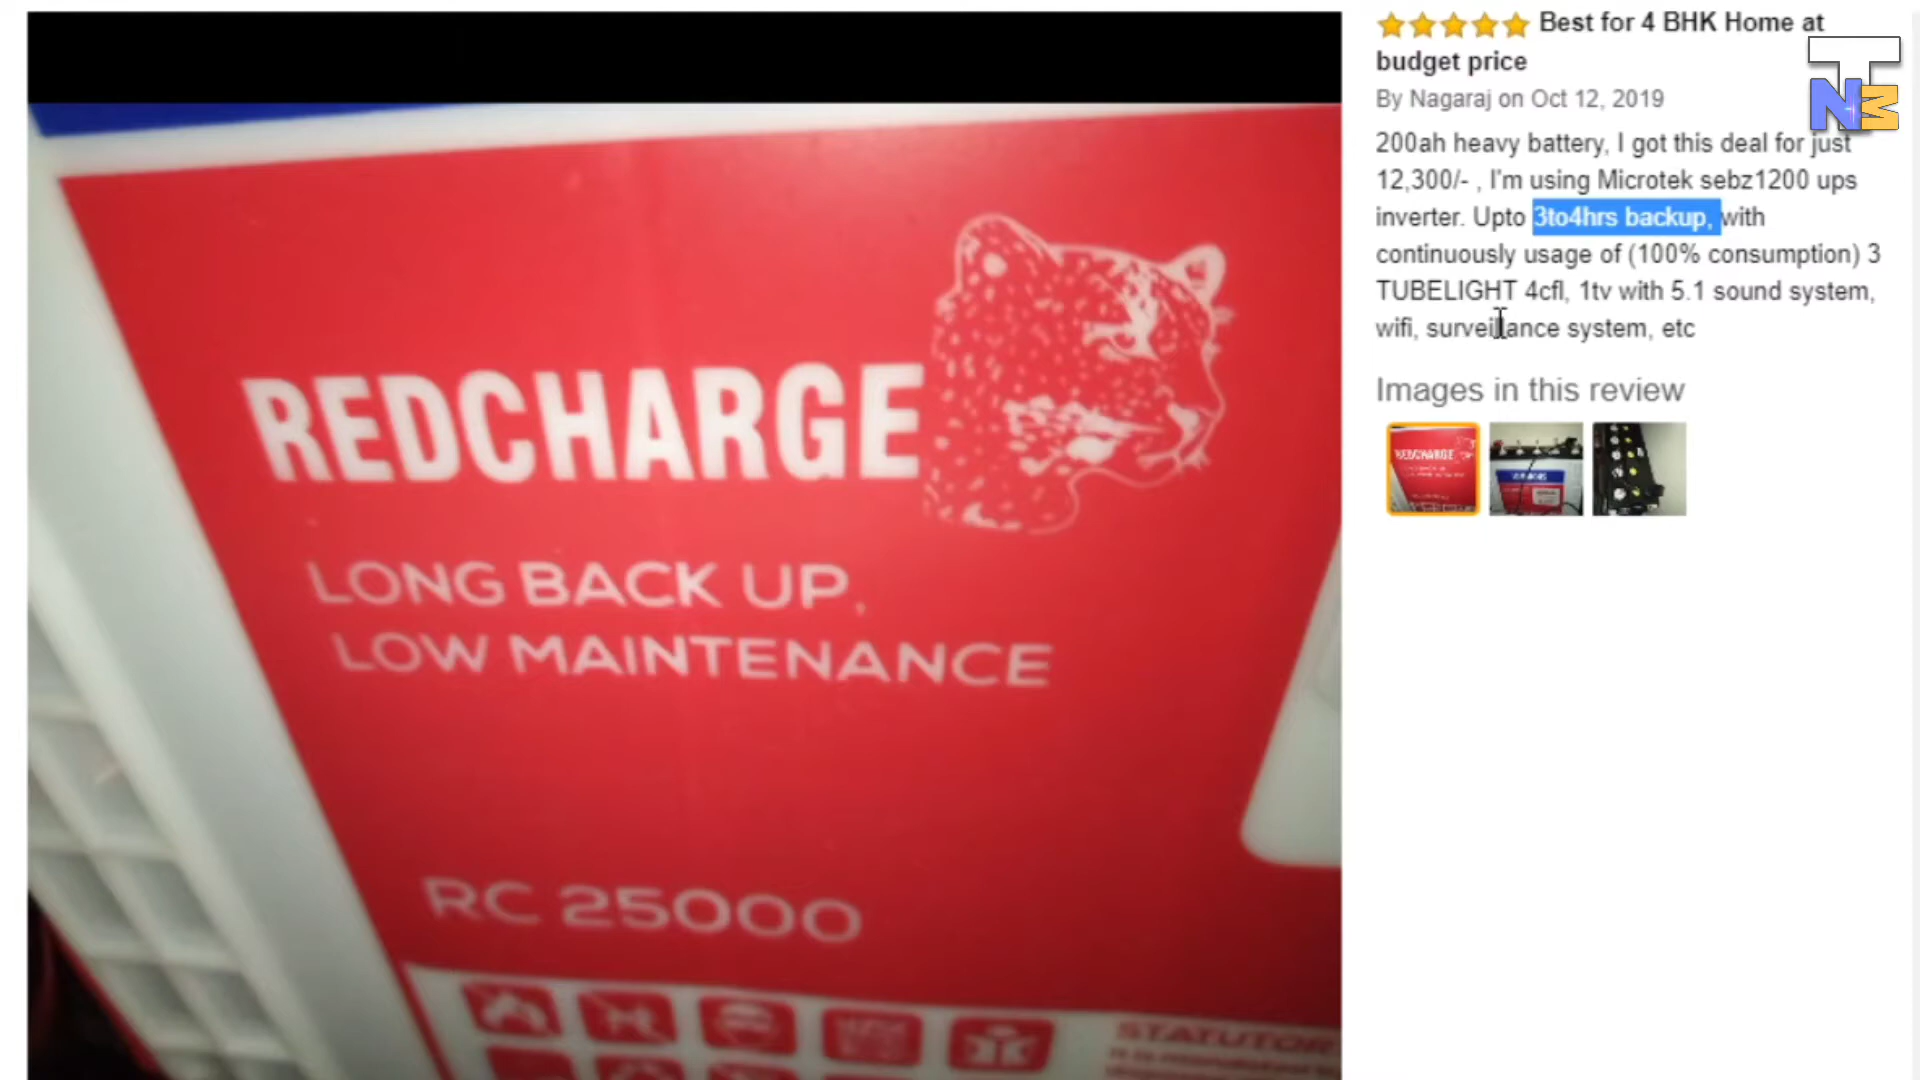 REDCHARGE
LONG BACK UP,
LOW MAINTENANCE
RC 25000
STATUTOR
Best for 4 BHK Home at
budget price
By Nagaraj on Oct 12, 2019
200ah heavy battery, I got this deal for just
12,300/- , I'm using Microtek sebz1200 ups
inverter. Upto 3to4hrs backup, with
continuously usage of (100% consumption) 3
TUBELIGHT 4cfl, 1tv with 5.1 sound system,
wifi, surveillance system, etc
Images in this review
REDCHARGE
TN3